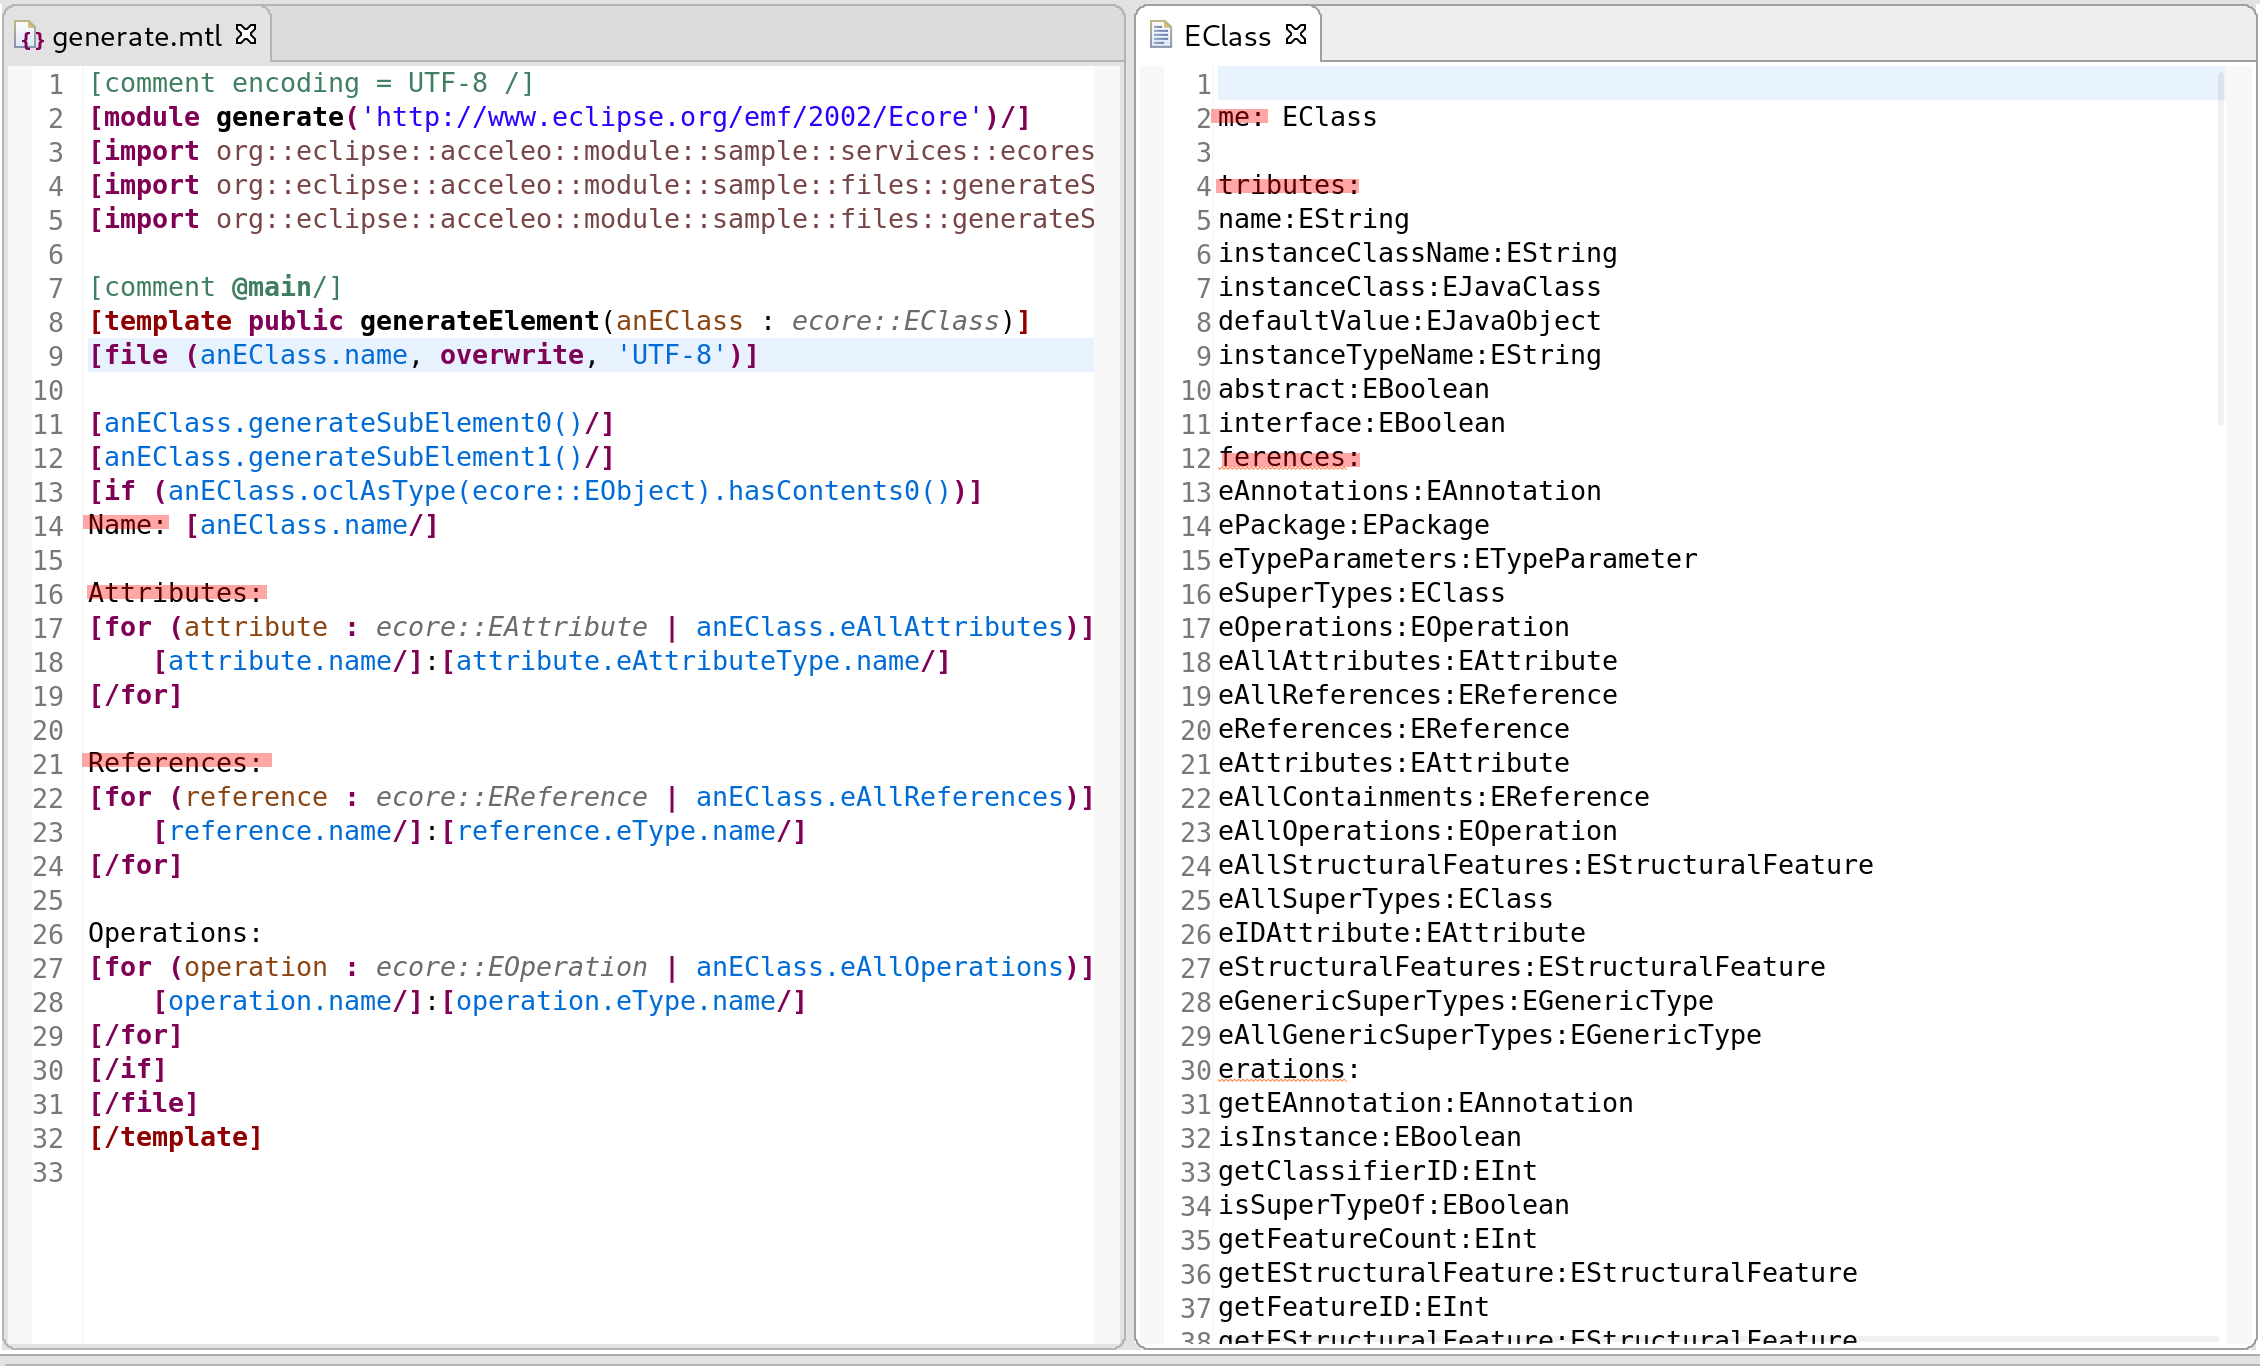 generate.mtl
1 [comment encoding = UTF-8 /]
2 [module generate('http://www.eclipse.org/emf/2002/Ecore')/]
3 [import org::eclipse::acceleo::module::sample::services::ecores
4 [import org::eclipse::acceleo::module::sample::files::generateS
5 [import org::eclipse::acceleo::module::sample::files::generateS
6
7 [comment @main/]
8 [template public generateElement(anEClass : ecore::EClass)]
9 [file (anEClass.name, overwrite, 'UTF-8')]
10
11 [anEClass.generateSubElement0()/]
12 [anEClass.generateSubElement1()/]
13 [if (anEClass.oclAsType(ecore::EObject).hasContents0())]
14 Name: [anEClass.name/]
15
16 Attributes:
17 [for (attribute : ecore::EAttribute | anEClass.eAllAttributes)]
18     [attribute.name/]:[attribute.eAttributeType.name/]
19 [/for]
20
21 References:
22 [for (reference : ecore::EReference | anEClass.eAllReferences)]
23     [reference.name/]:[reference.eType.name/]
24 [/for]
25
26 Operations:
27 [for (operation : ecore::EOperation | anEClass.eAllOperations)]
28     [operation.name/]:[operation.eType.name/]
29 [/for]
30 [/if]
31 [/file]
32 [/template]
33
EClass
1
2 me: EClass
3
4 tributes:
5 name:EString
6 instanceClassName:EString
7 instanceClass:EJavaClass
8 defaultValue:EJavaObject
9 instanceTypeName:EString
10 abstract:EBoolean
11 interface:EBoolean
12 ferences:
13 eAnnotations:EAnnotation
14 ePackage:EPackage
15 eTypeParameters:ETypeParameter
16 eSuperTypes:EClass
17 eOperations:EOperation
18 eAllAttributes:EAttribute
19 eAllReferences:EReference
20 eReferences:EReference
21 eAttributes:EAttribute
22 eAllContainments:EReference
23 eAllOperations:EOperation
24 eAllStructuralFeatures:EStructuralFeature
25 eAllSuperTypes:EClass
26 eIDAttribute:EAttribute
27 eStructuralFeatures:EStructuralFeature
28 eGenericSuperTypes:EGenericType
29 eAllGenericSuperTypes:EGenericType
30 erations:
31 getEAnnotation:EAnnotation
32 isInstance:EBoolean
33 getClassifierID:EInt
34 isSuperTypeOf:EBoolean
35 getFeatureCount:EInt
36 getEStructuralFeature:EStructuralFeature
37 getFeatureID:EInt
38 getEStructuralFeature:EStructuralFeature